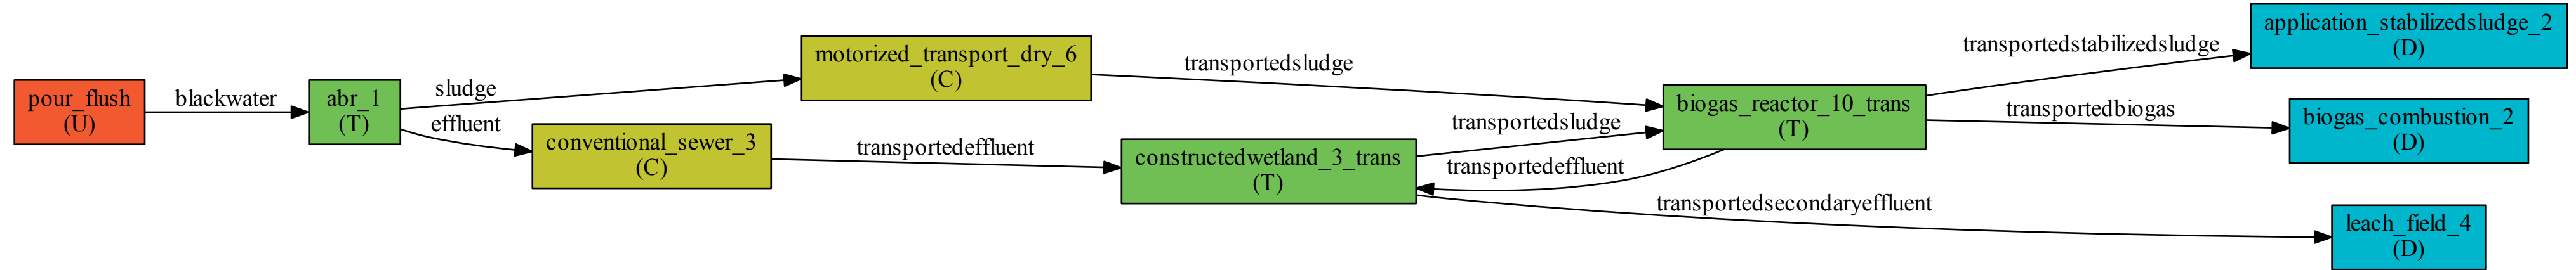 pour_flush
(U)
blackwater
abr_1
(T)
sludge
effluent
motorized_transport_dry_6
(C)
conventional_sewer_3
(C)
transportedsludge
transportedeffluent
constructedwetland_3_trans
(T)
transportedsludge
transportedeffluent
biogas_reactor_10_trans
(T)
transportedstabilizedsludge
transportedbiogas
transportedsecondaryeffluent
application_stabilizedsludge_2
(D)
biogas_combustion_2
(D)
leach_field_4
(D)